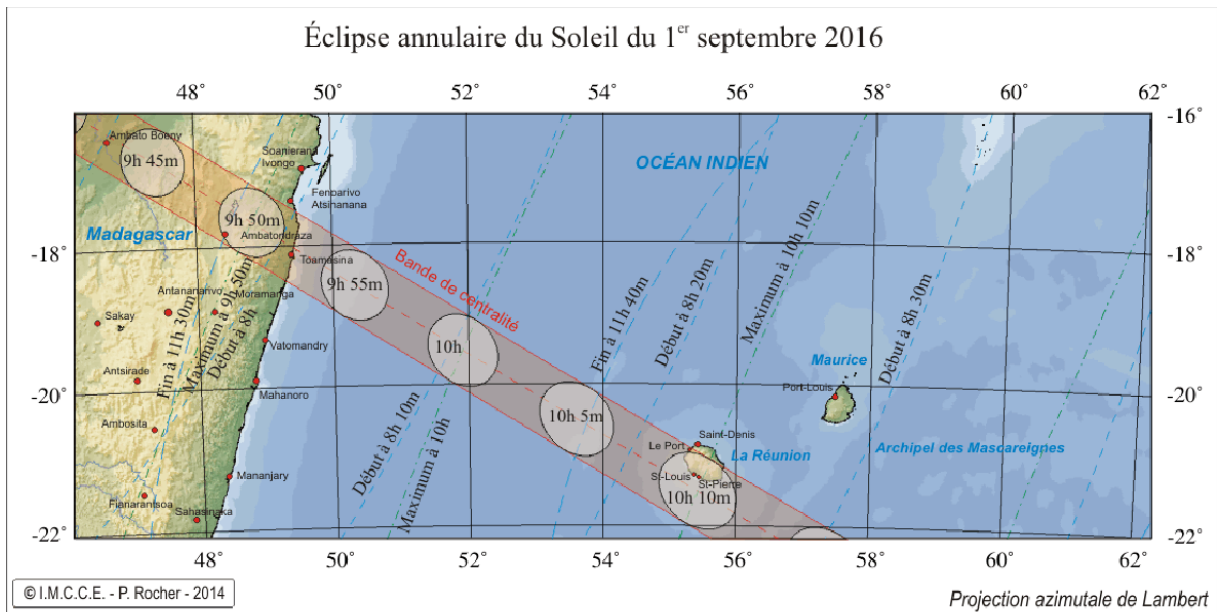 Éclipse annulaire du Soleil du 1er septembre 2016
48° 50° 52° 54° 56° 58° 60° 62°
-16°
Ambato Boeny
9h 45m
Soanierana
Ivongo
OCÉAN INDIEN
Fenoarivo
Atsinanana
9h 50m
Ambatondraza
Madagascar
-18° -18°
Toamasina
Bande de centralité
Maximum à 10h 10m
9h 55m
Antananarivo
Moramanga
Sakay
Fin à 11h 30m
Maximum à 9h 50m
Début à 8h
Fin à 11h 40m
Début à 8h 20m
Début à 8h 30m
Vatomandry
10h
Maurice
Antsirade
Mahanoro
Port-Louis
-20° -20°
10h 5m
Ambosita
Début à 8h 10m
Maximum à 10h
Saint-Denis
Le Port
La Réunion
Archipel des Mascareignes
Mananjary
St-Louis
St-Pierre
10h 10m
Fianarantsoa
Sahasinaka
-22° -22°
48 50 52 54 56 58 60° 62°
© I.M.C.C.E. - P. Rocher - 2014
Projection azimutale de Lambert